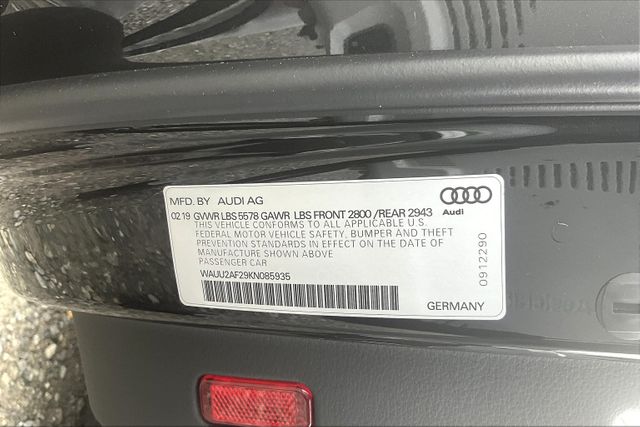 MFD. BY AUDI AG
02 19 GVWR LBS 5578 GAWR LBS FRONT 2800 /REAR 2943
THIS VEHICLE CONFORMS TO ALL APPLICABLE U.S.
FEDERAL MOTOR VEHICLE SAFETY, BUMPER AND THEFT
PREVENTION STANDARDS IN EFFECT ON THE DATE OF
MANUFACTURE SHOWN ABOVE
PASSENGER CAR
WAUU2AF29KN085935
GERMANY
Audi
0912290